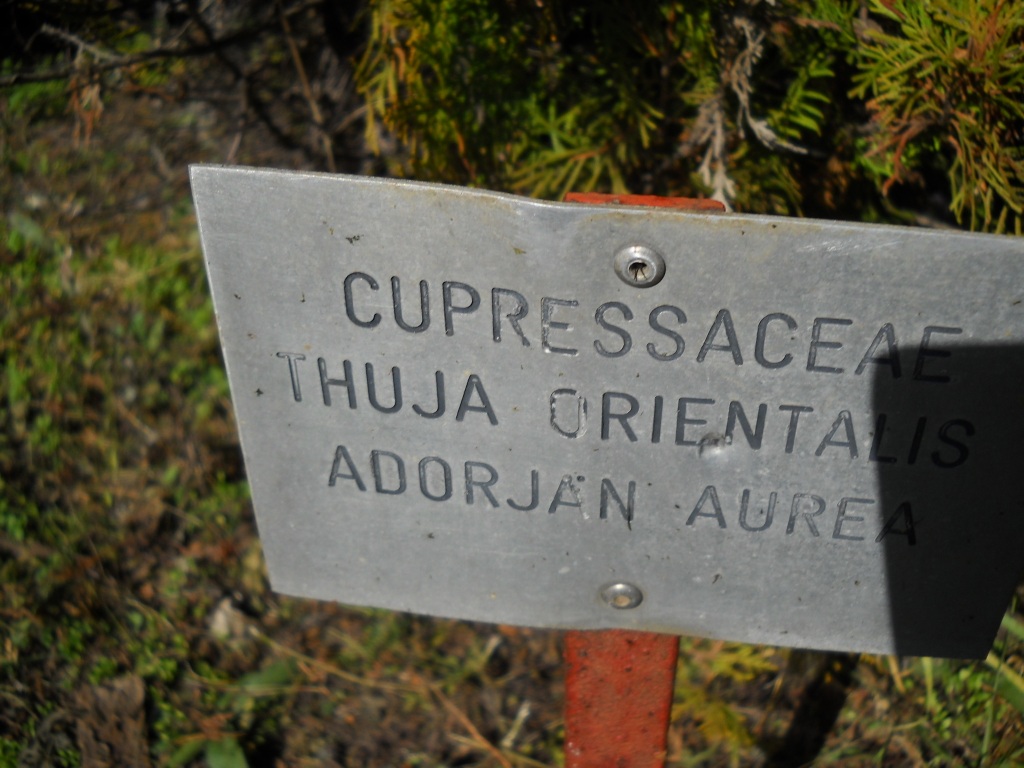 CUPRESSACEAE
THUJA ORIENTALIS
ADORJÁN AUREA